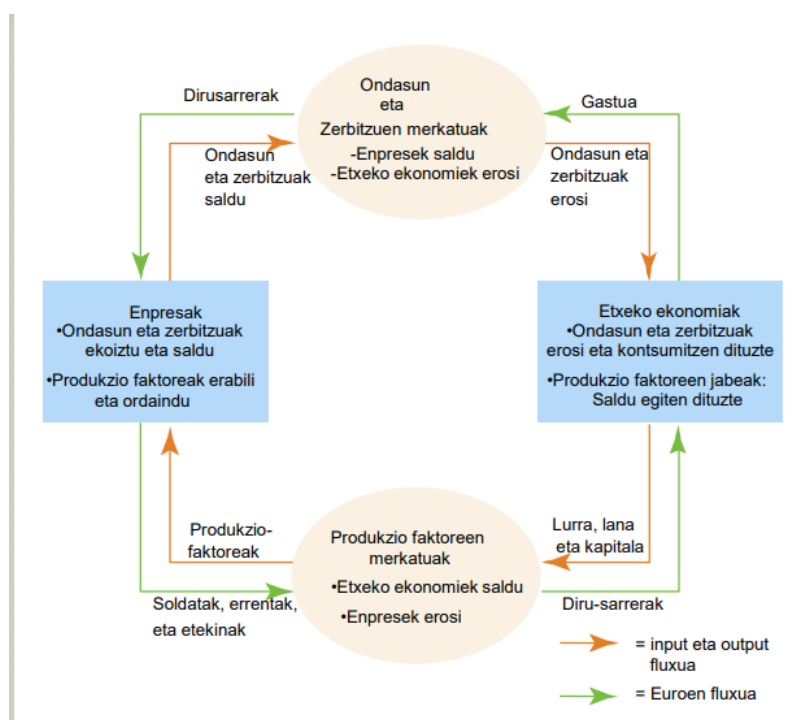 Ondasun
eta
Zerbitzuen merkatuak
-Enpresek saldu
-Etxeko ekonomiek erosi
Dirusarrerak
Gastua
Ondasun
eta zerbitzuak
saldu
Ondasun eta
zerbitzuak
erosi
Enpresak
•Ondasun eta zerbitzuak
ekoiztu eta saldu
•Produkzio faktoreak erabili
eta ordaindu
Etxeko ekonomiak
•Ondasun eta zerbitzuak
erosi eta kontsumitzen dituzte
•Produkzio faktoreen jabeak:
Saldu egiten dituzte
Produkzio-
faktoreak
Produkzio faktoreen
merkatuak
•Etxeko ekonomiek saldu
•Enpresek erosi
Lurra, lana
eta kapitala
Soldatak, errentak,
eta etekinak
Diru-sarrerak
= input eta output
fluxua
= Euroen fluxua